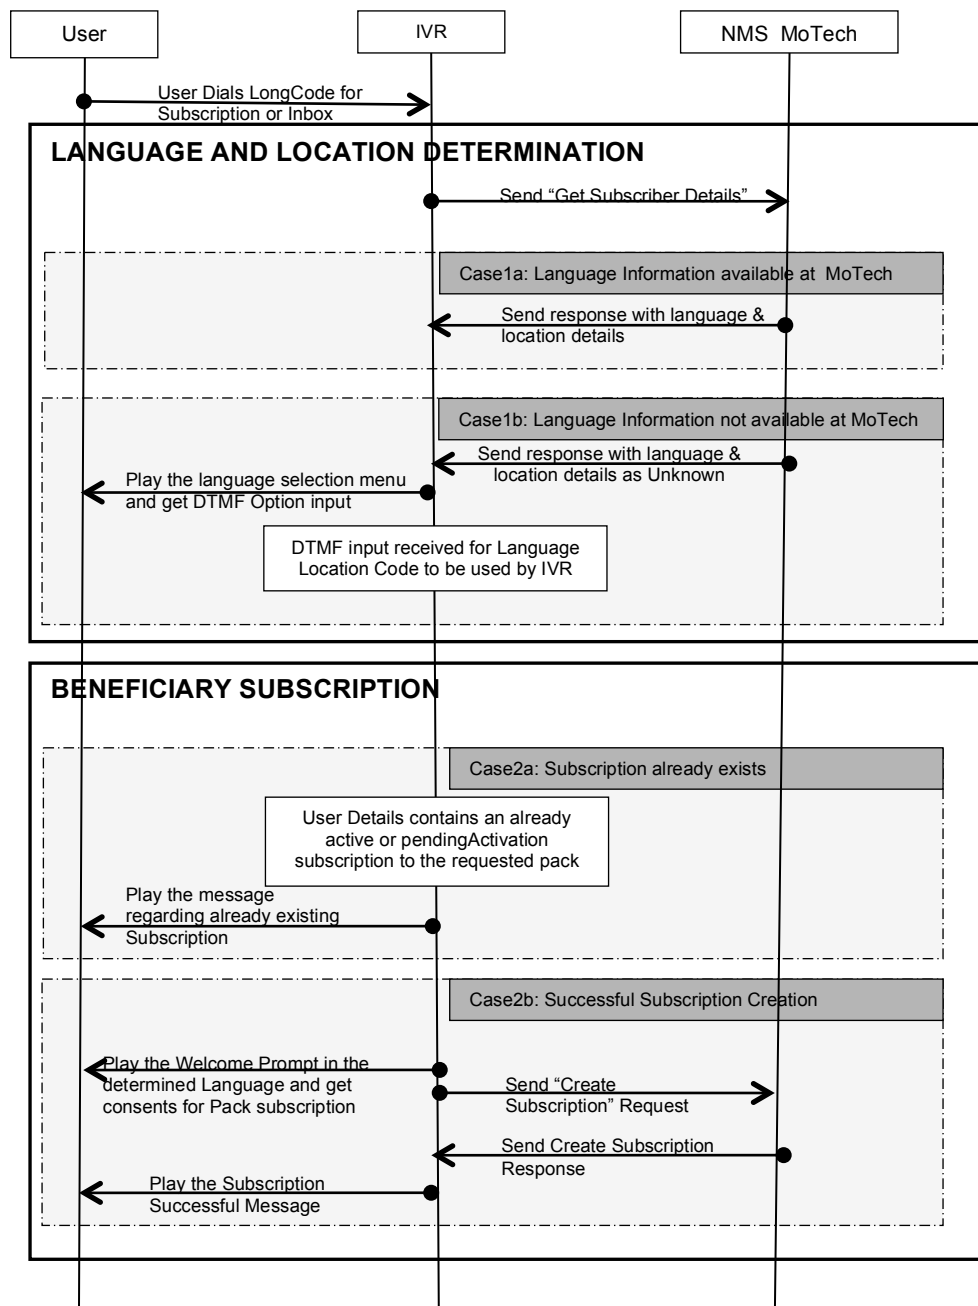 User
IVR
NMS MoTech
User Dials LongCode for
Subscription or Inbox
LANGUAGE AND LOCATION DETERMINATION
Send “Get Subscriber Details”
Case1a: Language Information available at MoTech
Send response with language &
location details
Case1b: Language Information not available at MoTech
Send response with language &
location details as Unknown
Play the language selection menu
and get DTMF Option input
DTMF input received for Language
Location Code to be used by IVR
BENEFICIARY SUBSCRIPTION
Case2a: Subscription already exists
User Details contains an already
active or pendingActivation
subscription to the requested pack
Play the message
regarding already existing
Subscription
Case2b: Successful Subscription Creation
Play the Welcome Prompt in the
determined Language and get
consents for Pack subscription
Send “Create
Subscription” Request
Send Create Subscription
Response
Play the Subscription
Successful Message